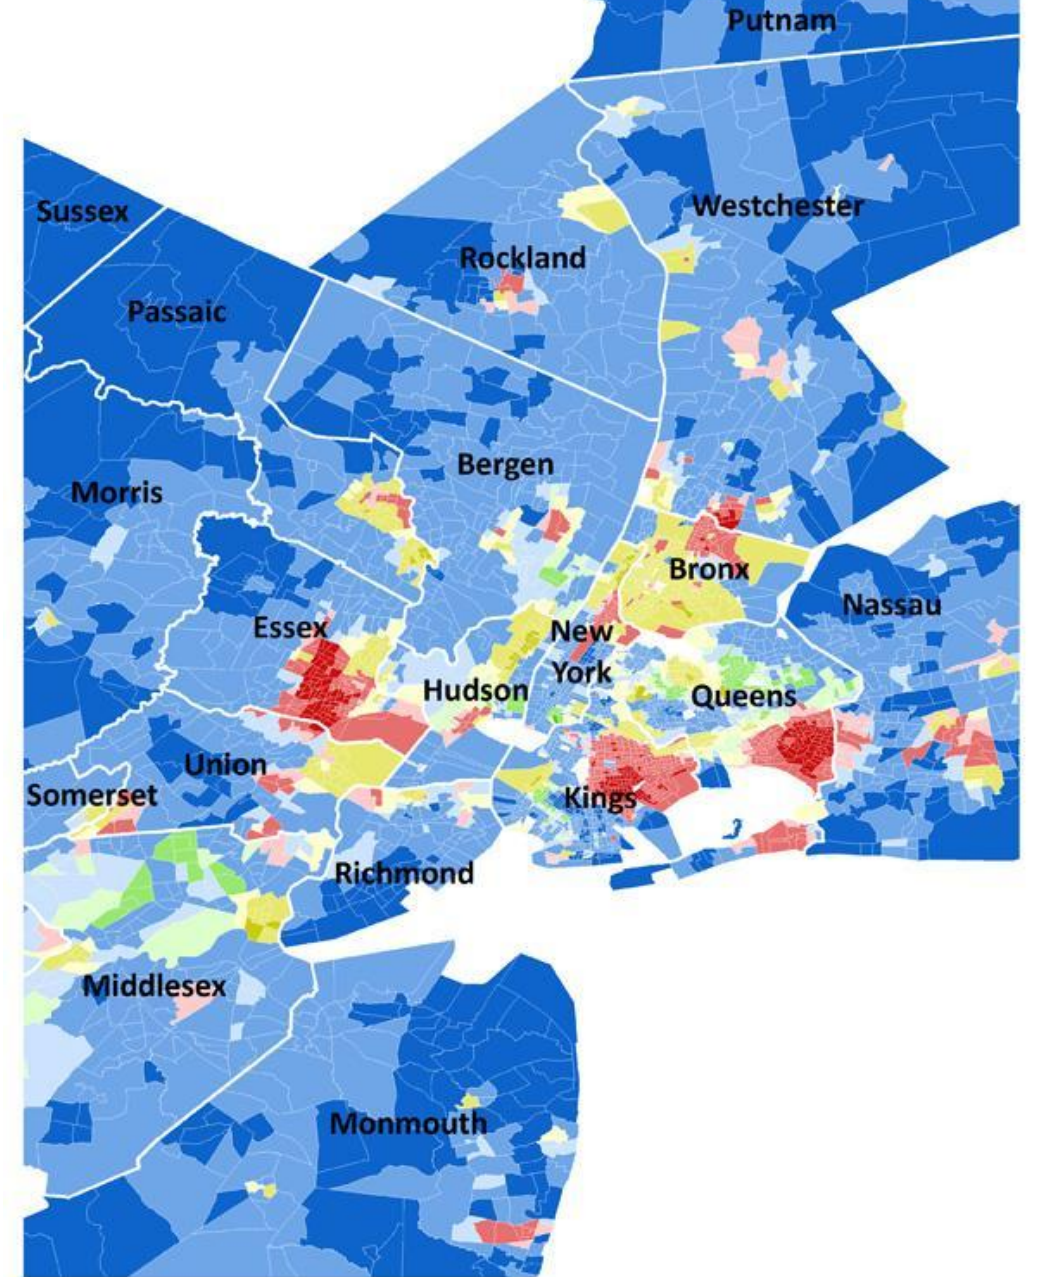 Putnam
Sussex
Westchester
Rockland
Passaic
Bergen
Morris
Bronx
Nassau
Essex
New
York
Hudson
Queens
Union
Somerset
Kings
Richmond
Middlesex
Monmouth